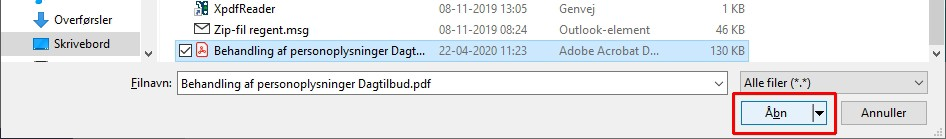 XpdfReader 08-11-2019 13:05 Genvej 1 KB
Overførsler
Zip-fil regent.msg 08-11-2019 08:24 Outlook-element 46 KB
Skrivebord
Behandling af personoplysninger Dagt... 22-04-2020 11:23 Adobe Acrobat D... 130 KB
Filnavn: Behandling af personoplysninger Dagtilbud.pdf Alle filer (*.*)
Åbn Annuller